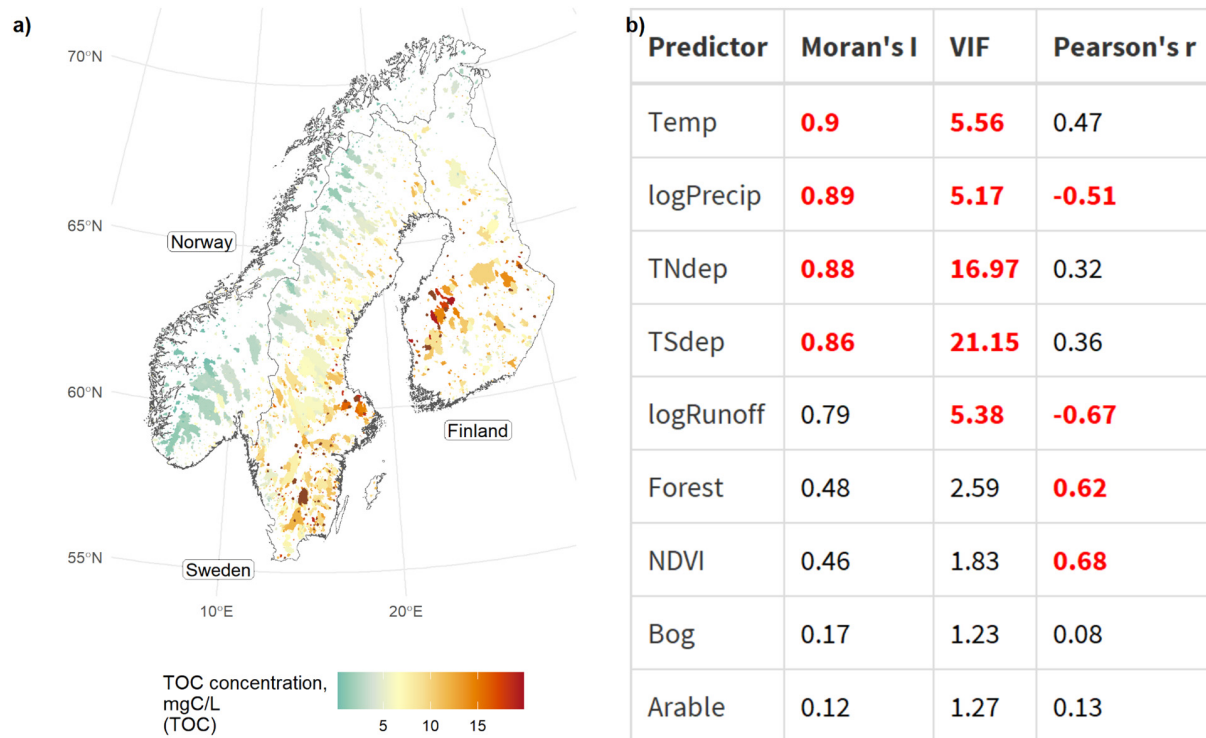 a)
70°N
65°N
60°N
55°N
Norway
Finland
Sweden
10°E
20°E
TOC concentration,
mgC/L
(TOC)
5 10 15
b)
Predictor Moran's I VIF Pearson's r
Temp 0.9 5.56 0.47
logPrecip 0.89 5.17 -0.51
TNdep 0.88 16.97 0.32
TSdep 0.86 21.15 0.36
logRunoff 0.79 5.38 -0.67
Forest 0.48 2.59 0.62
NDVI 0.46 1.83 0.68
Bog 0.17 1.23 0.08
Arable 0.12 1.27 0.13